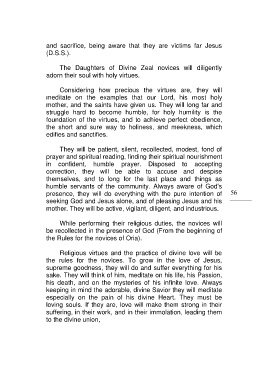 and sacrifice, being aware that they are victims far Jesus
(D.S.S.).
The Daughters of Divine Zeal novices will diligently
adorn their soul with holy virtues,
Considering how precious the virtues are, they will
meditate on the examples that our Lord, his most holy
mother, and the saints have given us. They will long far and
struggle hard to become humble, for holy humility is the
foundation of the virtues, and to achieve perfect obedience,
the short and sure way to holiness, and meekness, which
edifies and sanctifies.
They will be patient, silent, recollected, modest, fond of
prayer and spiritual reading, finding their spiritual nourishment
in confident, humble prayer. Disposed to accepting
correction, they will be able to accuse and despise
themselves, and to long for the last place and things as
humble servants of the community. Always aware of God's
presence, they will do everything with the pure intention of
seeking God and Jesus alone, and of pleasing Jesus and his
mother. They will be active, vigilant, diligent, and industrious.
56
While performing their religious duties, the novices will
be recollected in the presence of God (From the beginning of
the Rules for the novices of Oria).
Religious virtues and the practice of divine love will be
the rules for the novices. To grow in the love of Jesus,
supreme goodness, they will do and suffer everything for his
sake. They will think of him, meditate on his life, his Passion,
his death, and on the mysteries of his infinite love. Always
keeping in mind the adorable, divine Savior they will meditate
especially on the pain of his divine Heart. They must be
loving souls. If they are, love will make them strong in their
suffering, in their work, and in their immolation, leading them
to the divine union,